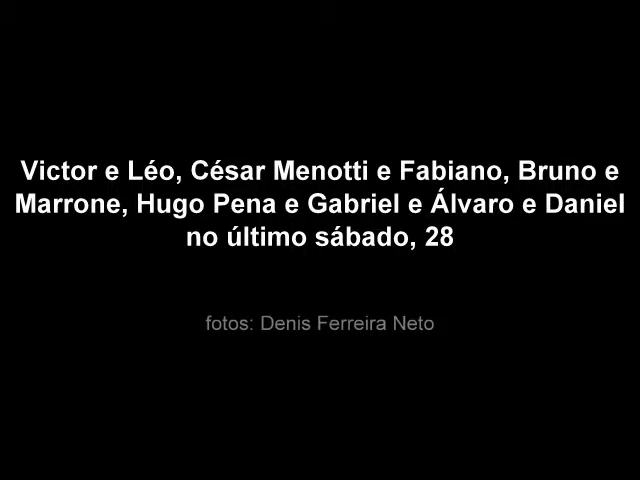 Victor e Léo, César Menotti e Fabiano, Bruno e
Marrone, Hugo Pena e Gabriel e Álvaro e Daniel
no último sábado, 28
fotos: Denis Ferreira Neto